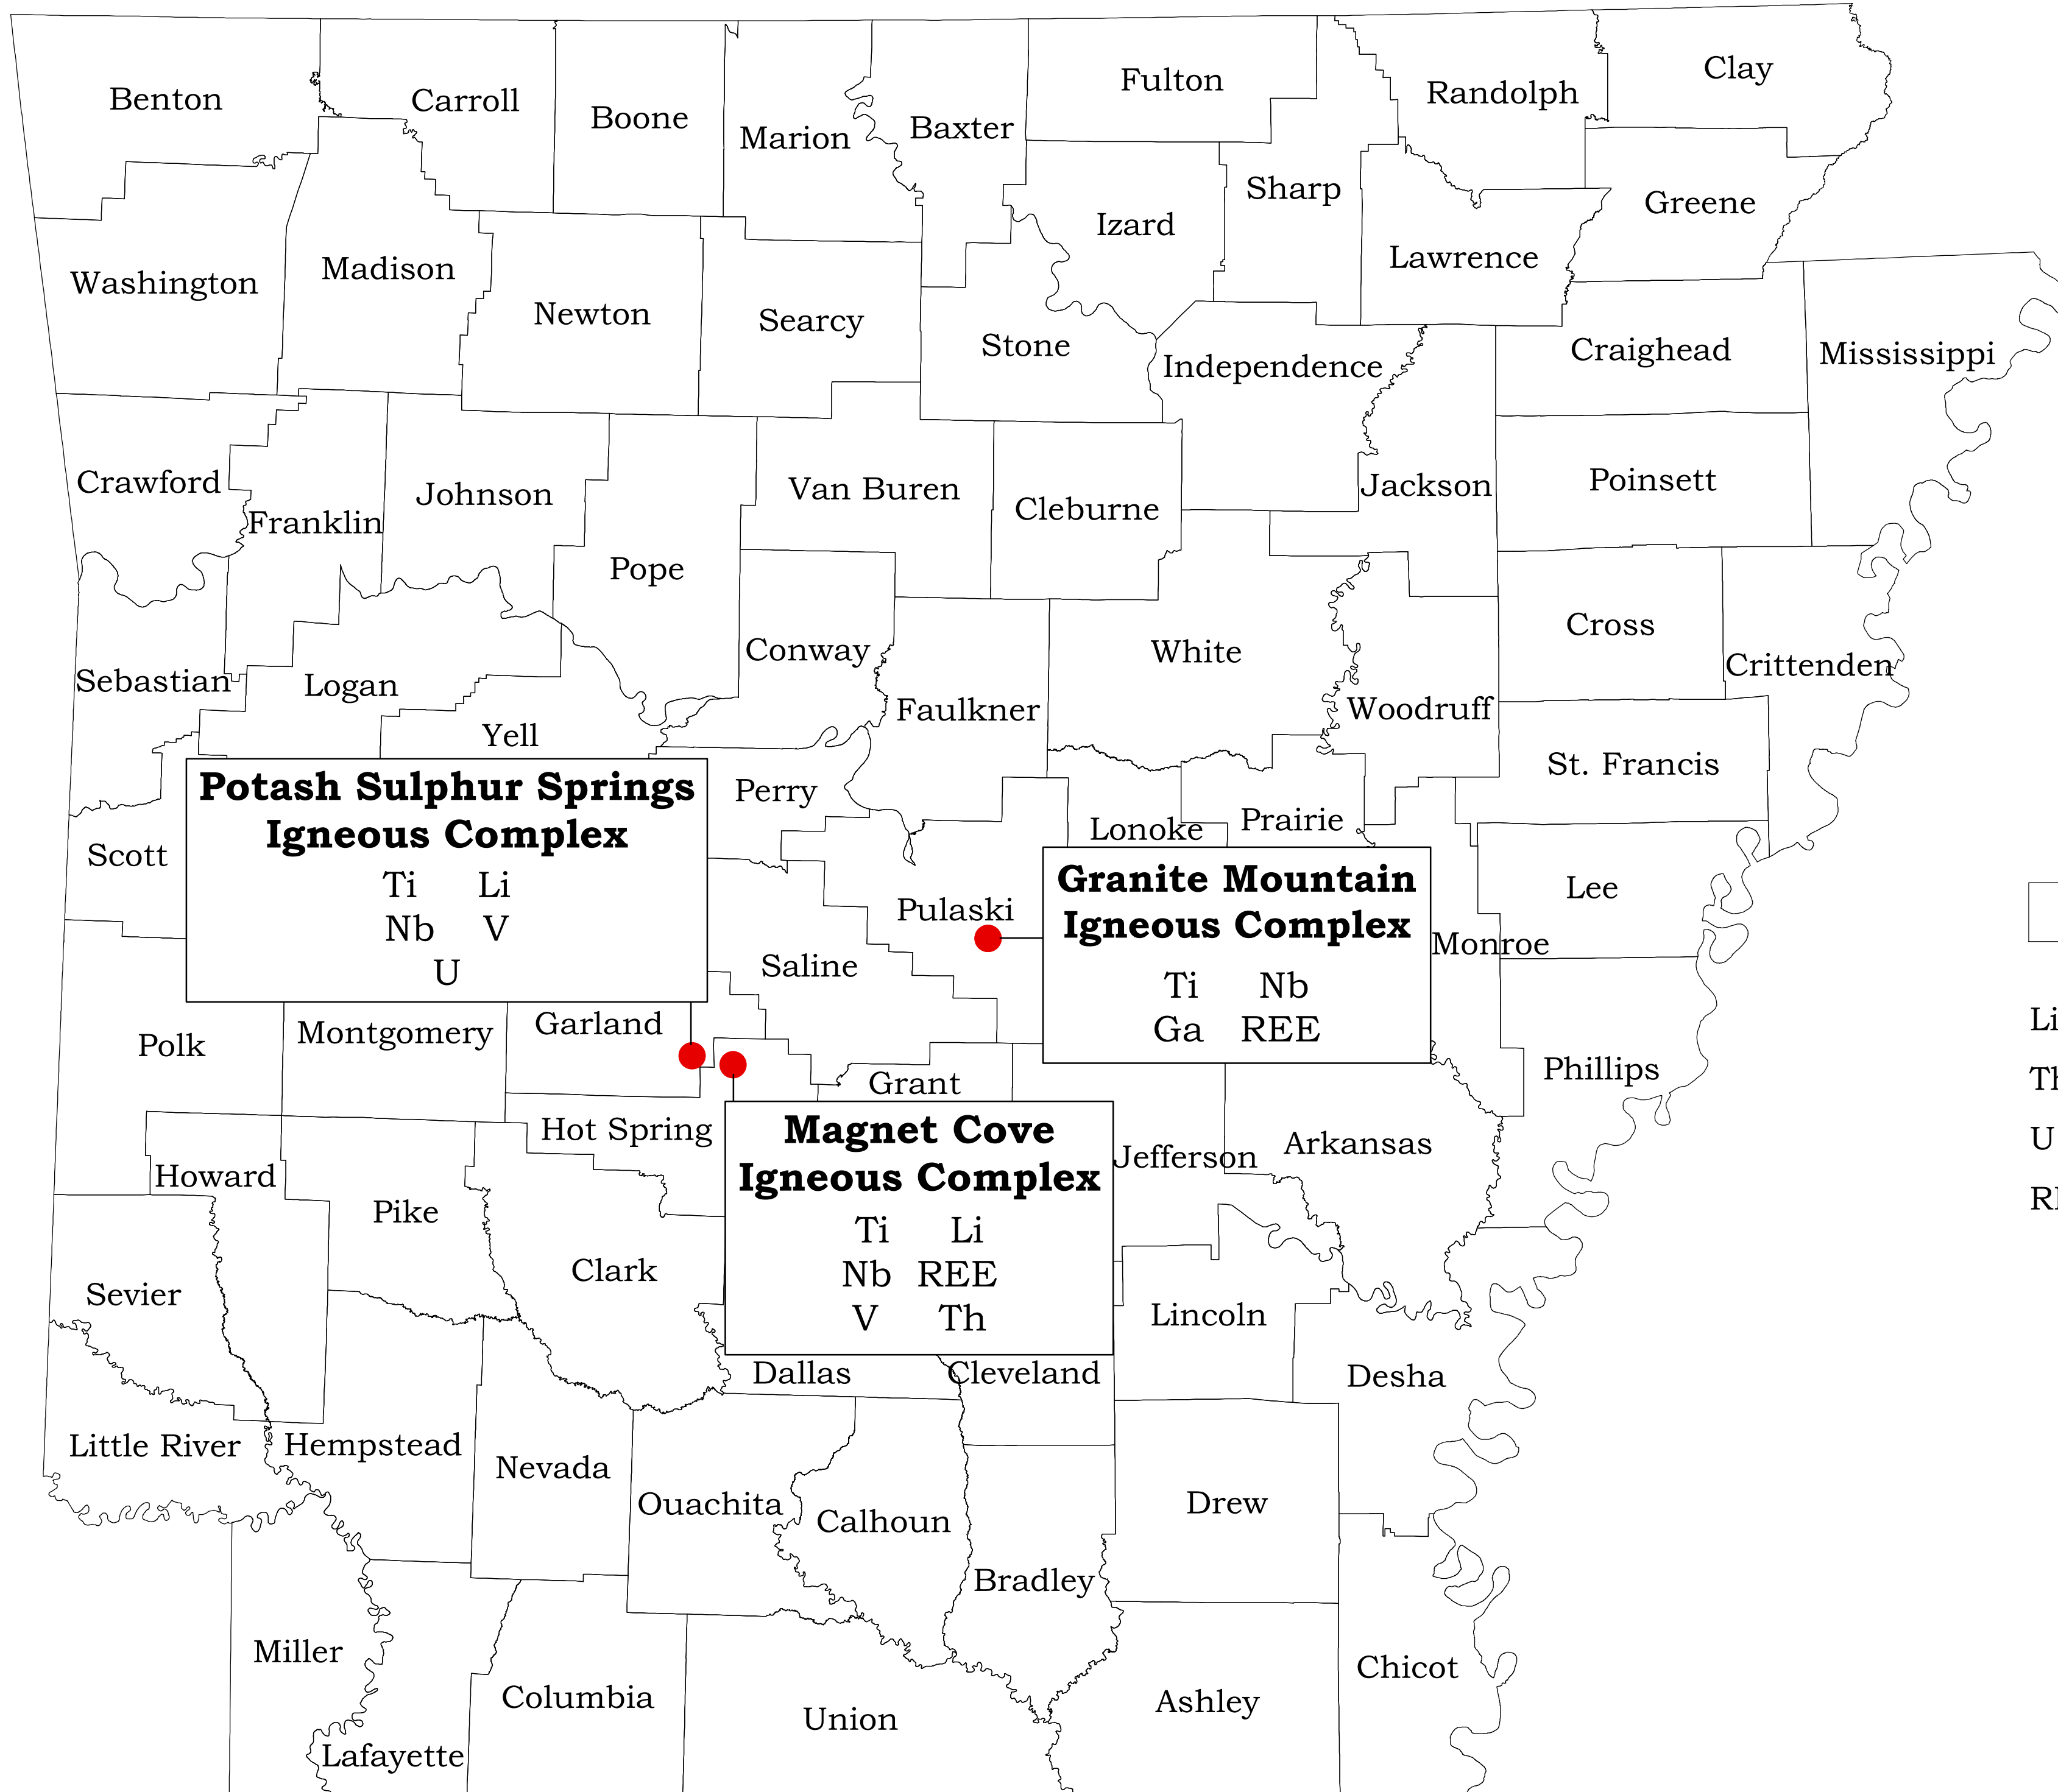 Benton
Carroll
Boone
Marion
Baxter
Fulton
Randolph
Clay
Washington
Madison
Newton
Searcy
Stone
Izard
Sharp
Lawrence
Greene
Independence
Craighead
Mississippi
Crawford
Franklin
Johnson
Pope
Van Buren
Cleburne
Jackson
Poinsett
Sebastian
Logan
Yell
Conway
Faulkner
White
Woodruff
Cross
Crittenden
St. Francis
Scott
Perry
Lonoke
Prairie
Pulaski
Saline
Monroe
Lee
Potash Sulphur Springs
Igneous Complex
Ti Li
Nb V
U
Granite Mountain
Igneous Complex
Ti Nb
Ga REE
Polk
Montgomery
Garland
Grant
Phillips
Hot Spring
Magnet Cove
Igneous Complex
Ti Li
Nb REE
V Th
Jefferson
Arkansas
Howard
Pike
Clark
Sevier
Lincoln
Dallas
Cleveland
Desha
Little River
Hempstead
Nevada
Ouachita
Calhoun
Bradley
Drew
Miller
Lafayette
Columbia
Union
Ashley
Chicot
Li
U